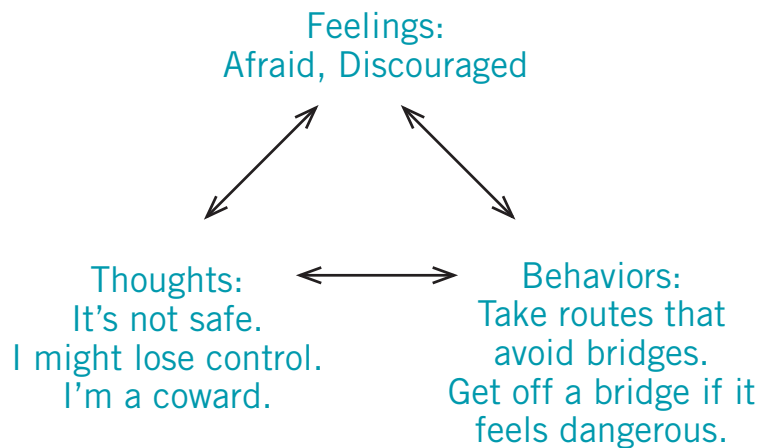 Feelings:
Afraid, Discouraged
Thoughts:
It's not safe.
I might lose control.
I'm a coward.
Behaviors:
Take routes that
avoid bridges.
Get off a bridge if it
feels dangerous.